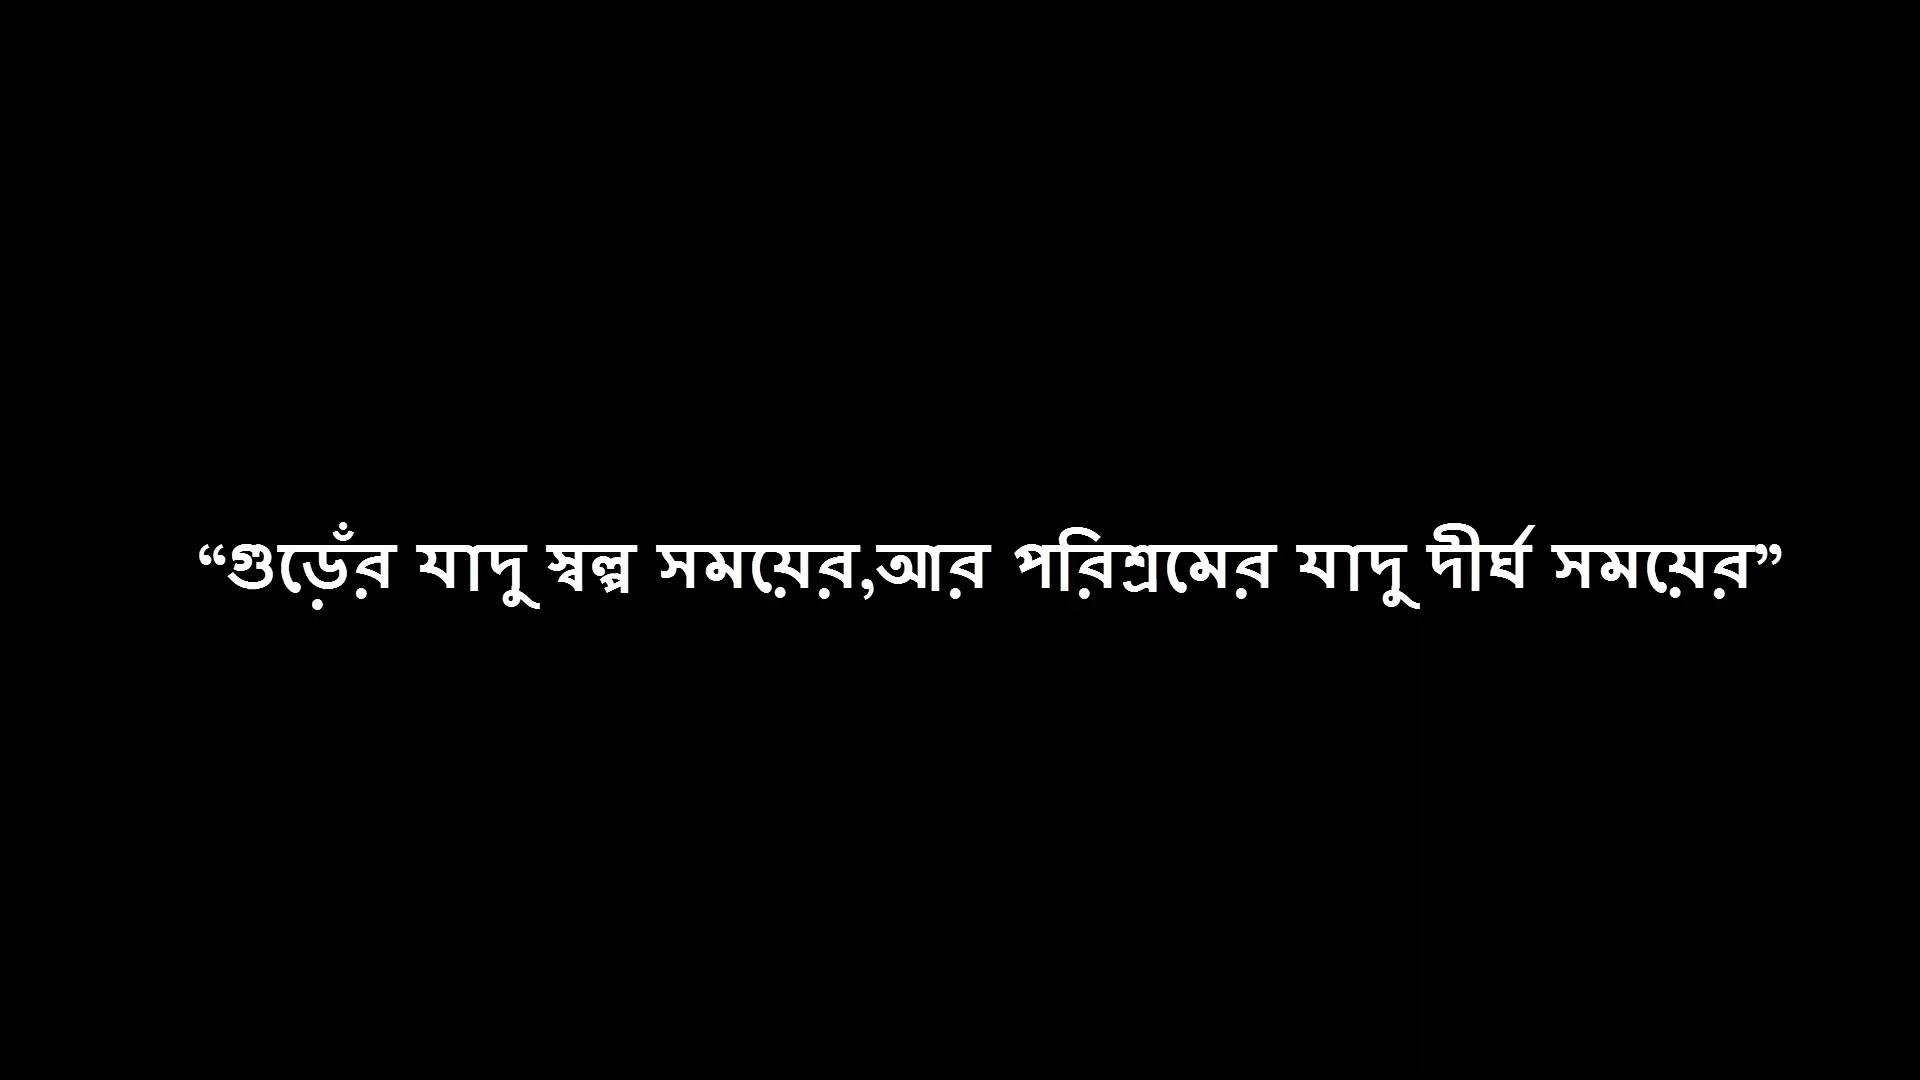 “গুড়েঁর যাদু স্বল্প সময়ের,আর পরিশ্রমের যাদু দীর্ঘ সময়ের”